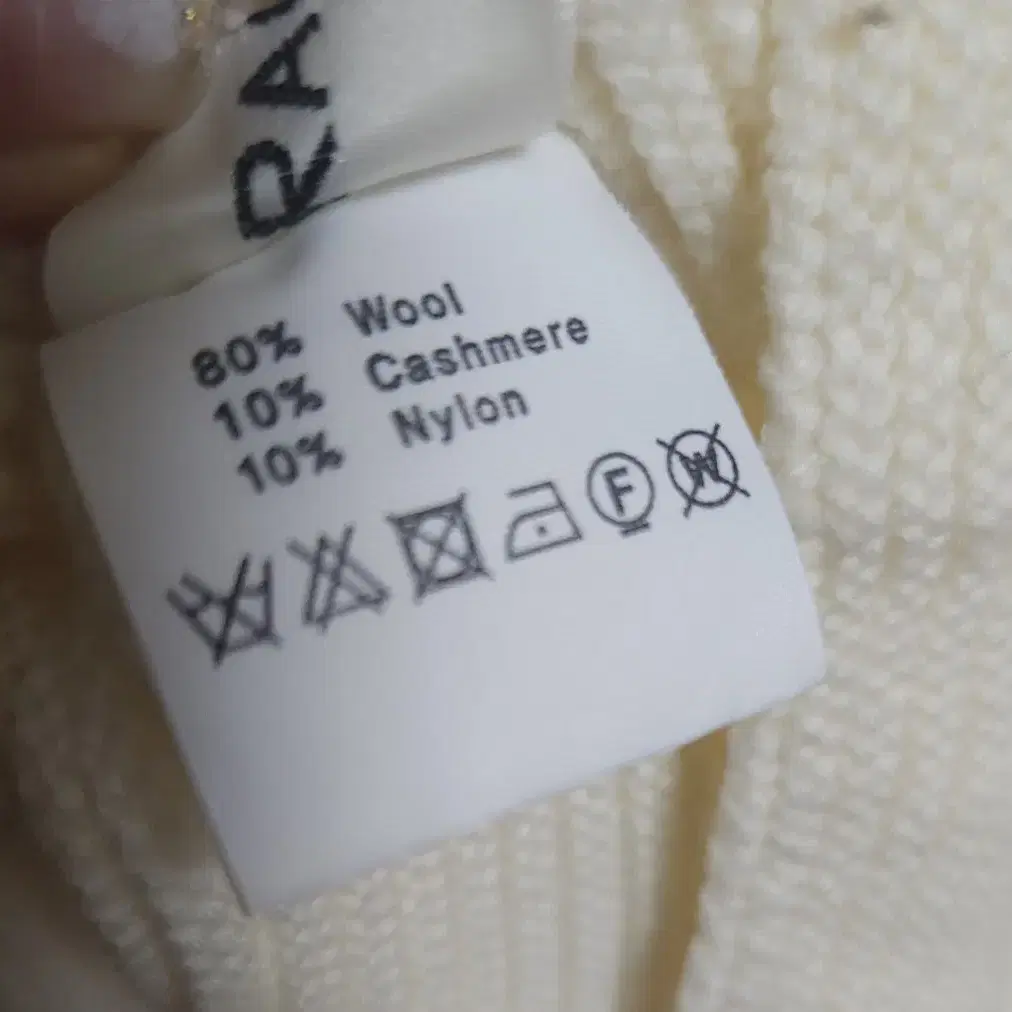 80% Wool
10% Cashmere
10% Nylon
F
W